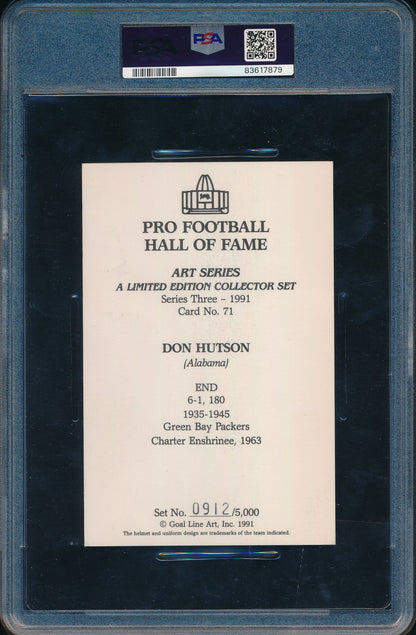 PSA
PSA
83617879
PRO FOOTBALL
HALL OF FAME
ART SERIES
A LIMITED EDITION COLLECTOR SET
Series Three – 1991
Card No. 71
DON HUTSON
(Alabama)
END
6-1, 180
1935-1945
Green Bay Packers
Charter Enshrinee, 1963
Set No. 0912/5,000
© Goal Line Art, Inc. 1991
The helmet and uniform design are trademarks of the team indicated.